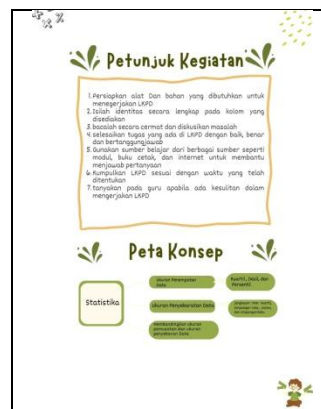 Petunjuk Kegiatan
1. Persiapkan alat Dan bahan yang dibutuhkan untuk
menegerjakan LKPD
2. Isilah identitas secara lengkap pada kolom yang
disediakan
3. bacalah secara cermat dan diskusikan masalah
4. selesaikan tugas yang ada di LKPD dengan baik, benar
dan bertanggungjawab
5. Gunakan sumber belajar dari berbagai sumber seperti
modul, buku cetak, dan internet untuk membantu
menjawab pertanyaan
6. Kumpulkan LKPD sesuai dengan waktu yang telah
ditentukan
7. tanyakan pada guru apabila ada kesulitan dalam
mengerjakan LKPD
Peta Konsep
Statistika
Ukuran Penempatan
Data
Kuartil, Desil, dan
Persentil
Ukuran Penyebaran Data
Membandingkan ukuran
pemusatan dan ukuran
penyebaran Data